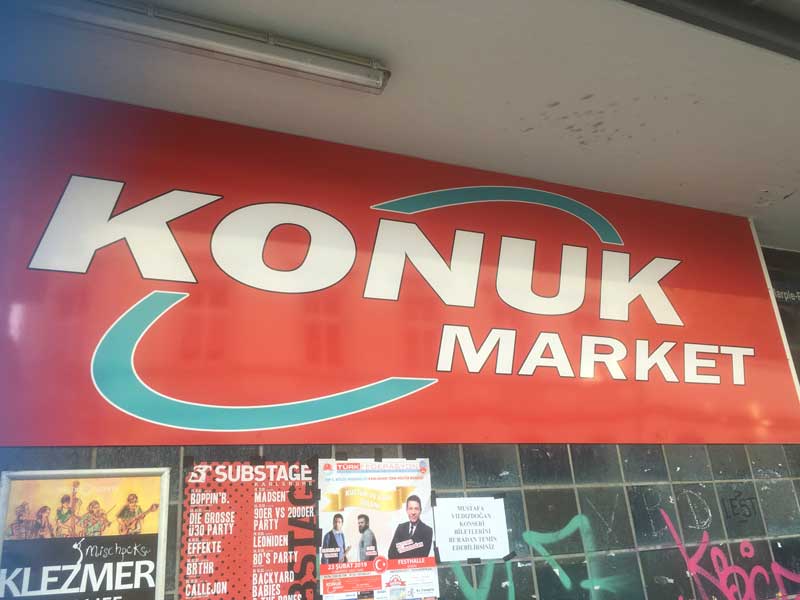 KONUK
MARKET
Mischpoke
KLEZMER
SUBSTAGE
KARLSRUHE
BOPPIN'B.
DIE GROSSE
Ü30 PARTY
EFFEKTE
BRTHR
CALLEJON
MADSEN
90ER VS 2000ER
PARTY
LEONIDEN
80'S PARTY
BACKYARD
BABIES
TÜRK FEDERASYON
23 ŞUBAT 2019
FESTHALLE
MUSTAFA
YILDIZDOĞAN
KONSERİ
BİLETLERİNİ
BURADAN TEMİN
EDEBİLİRSİNİZ